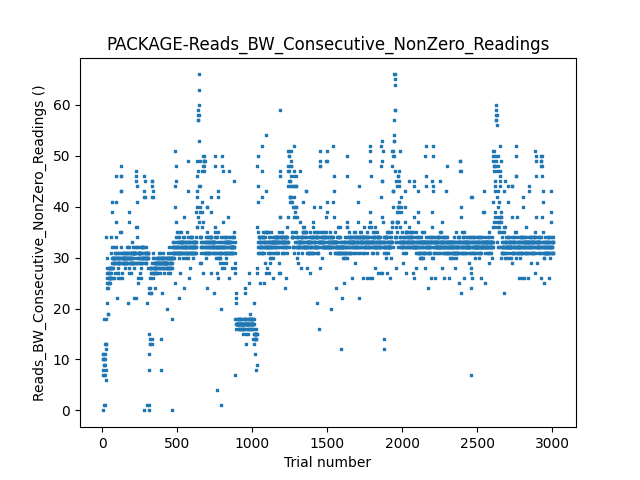 PACKAGE-Reads_BW_Consecutive_NonZero_Readings
Reads_BW_Consecutive_NonZero_Readings ()
60
50
40
30
20
10
0
0 500 1000 1500 2000 2500 3000
Trial number